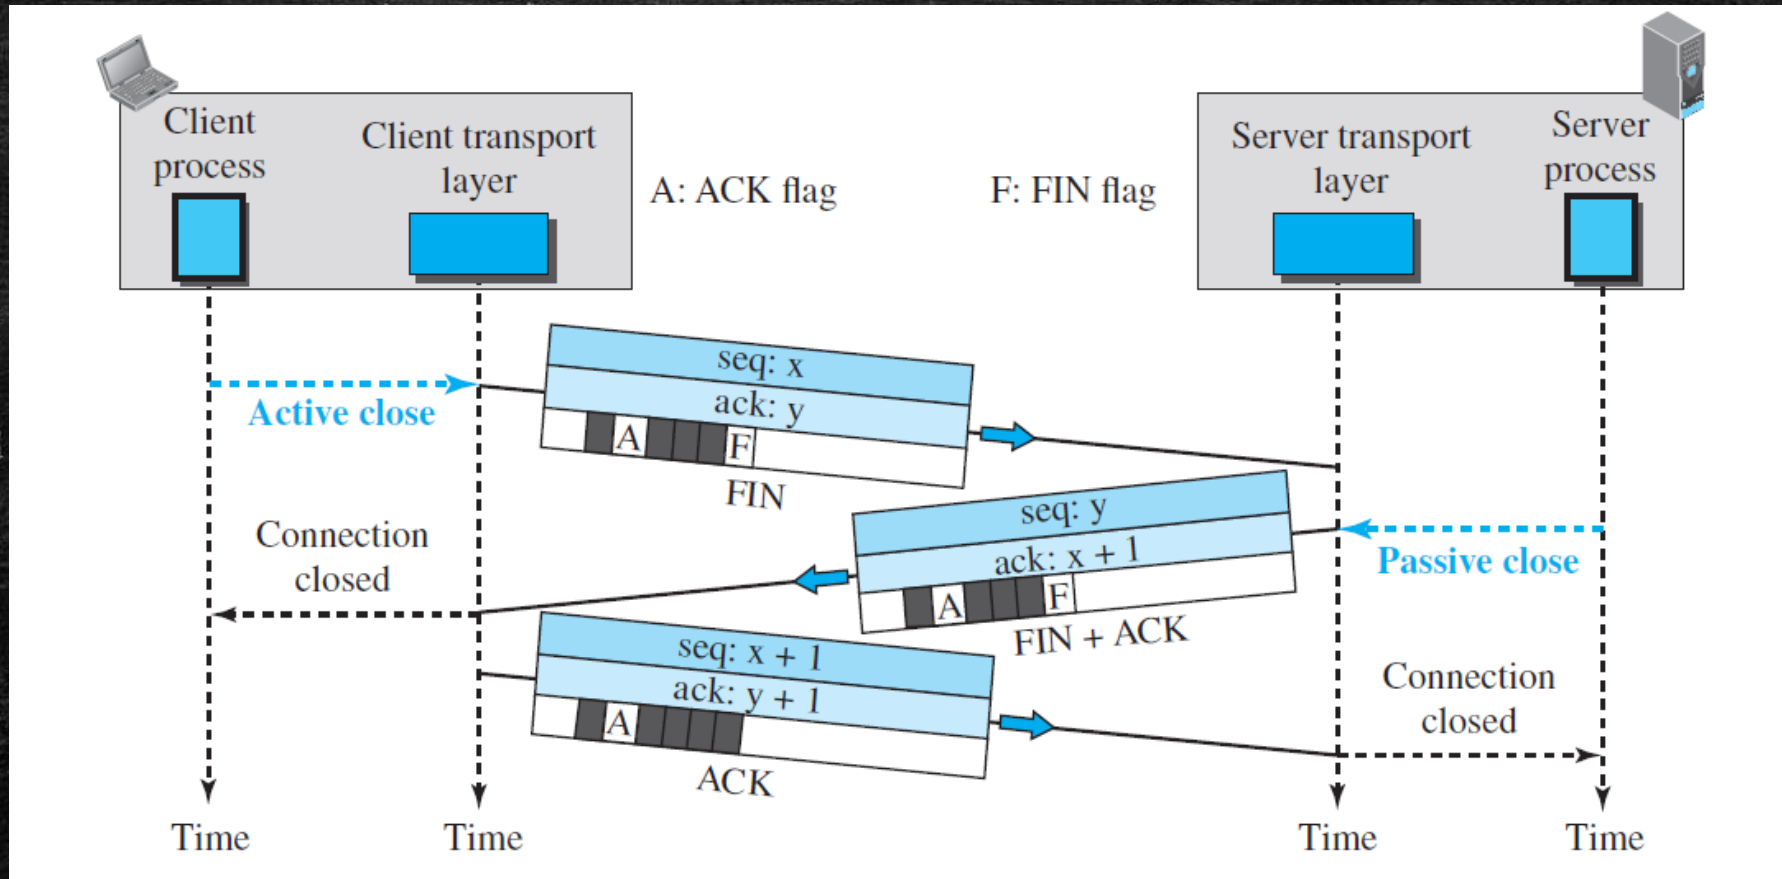 Client
process
Client transport
layer
A: ACK flag
F: FIN flag
Server transport
layer
Server
process
seq: x
ack: y
A
F
FIN
Active close
seq: y
ack: x + 1
A
F
FIN + ACK
Passive close
Connection
closed
seq: x + 1
ack: y + 1
A
ACK
Connection
closed
Time
Time
Time
Time